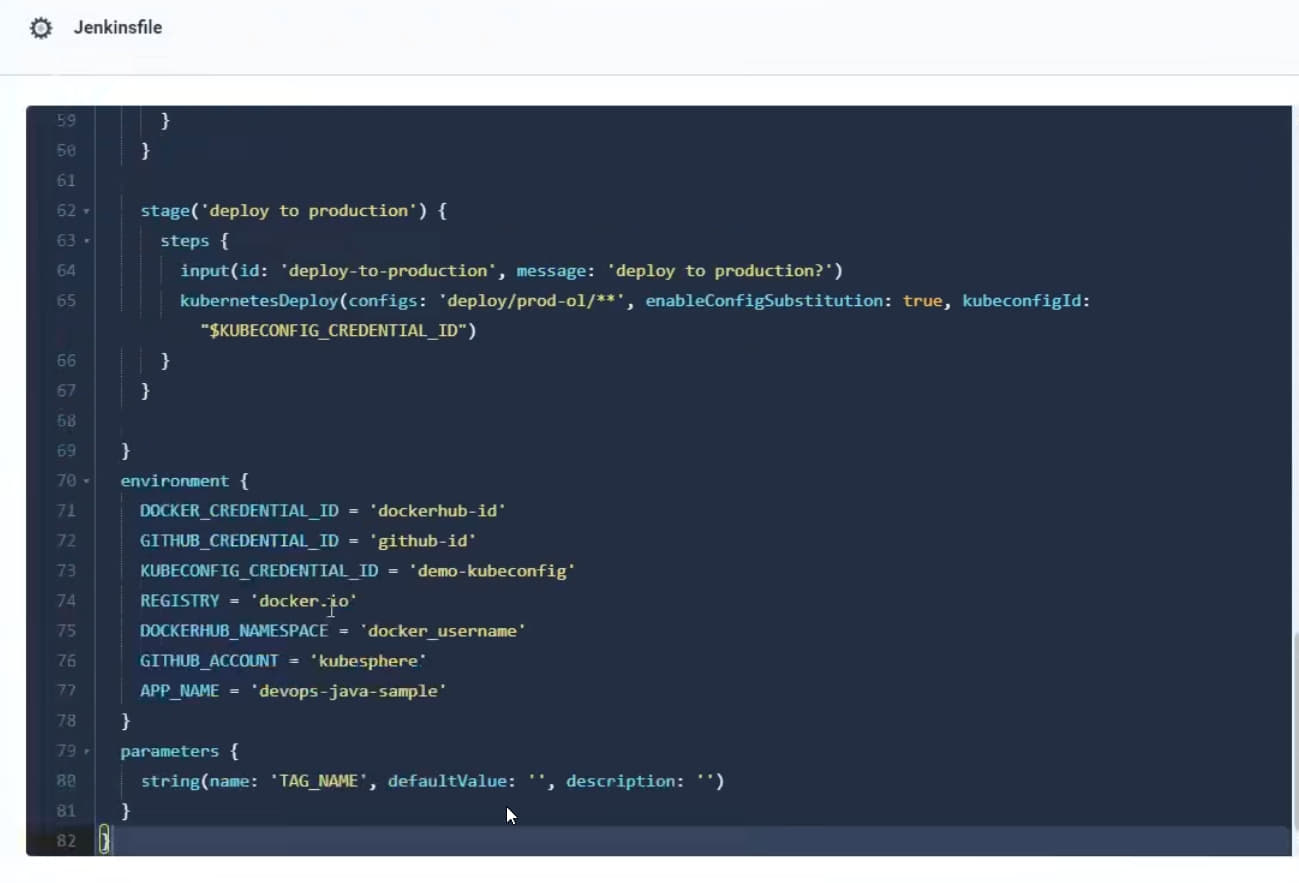 Jenkinsfile
59 }
50 }
61
62 stage('deploy to production') {
63 steps {
64 input(id: 'deploy-to-production', message: 'deploy to production?')
65 kubernetesDeploy(configs: 'deploy/prod-ol/**', enableConfigSubstitution: true, kubeconfigId:
"$KUBECONFIG_CREDENTIAL_ID")
66 }
67 }
68
69 }
70 environment {
71 DOCKER_CREDENTIAL_ID = 'dockerhub-id'
72 GITHUB_CREDENTIAL_ID = 'github-id'
73 KUBECONFIG_CREDENTIAL_ID = 'demo-kubeconfig'
74 REGISTRY = 'docker.io'
75 DOCKERHUB_NAMESPACE = 'docker_username'
76 GITHUB_ACCOUNT = 'kubesphere'
77 APP_NAME = 'devops-java-sample'
78 }
79 parameters {
80 string(name: 'TAG_NAME', defaultValue: '', description: '')
81 }
82 }